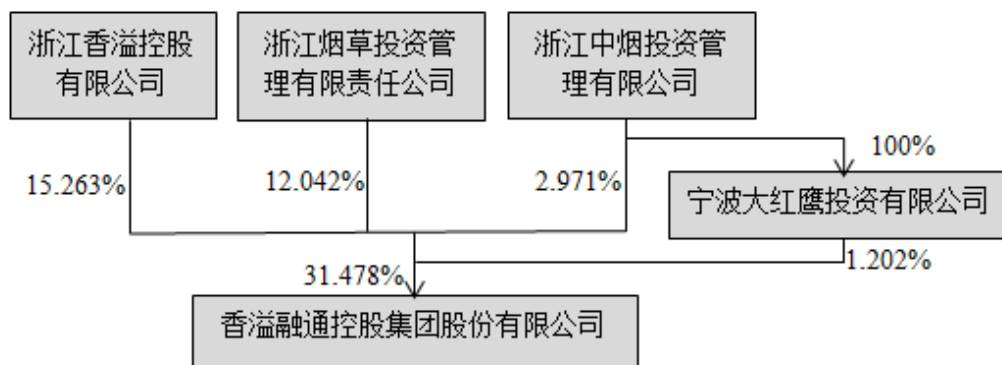 浙江香溢控股
有限公司
浙江烟草投资管
理有限责任公司
浙江中烟投资管
理有限公司
100%
15.263%
12.042%
2.971%
宁波大红鹰投资有限公司
1.202%
31.478%
香溢融通控股集团股份有限公司